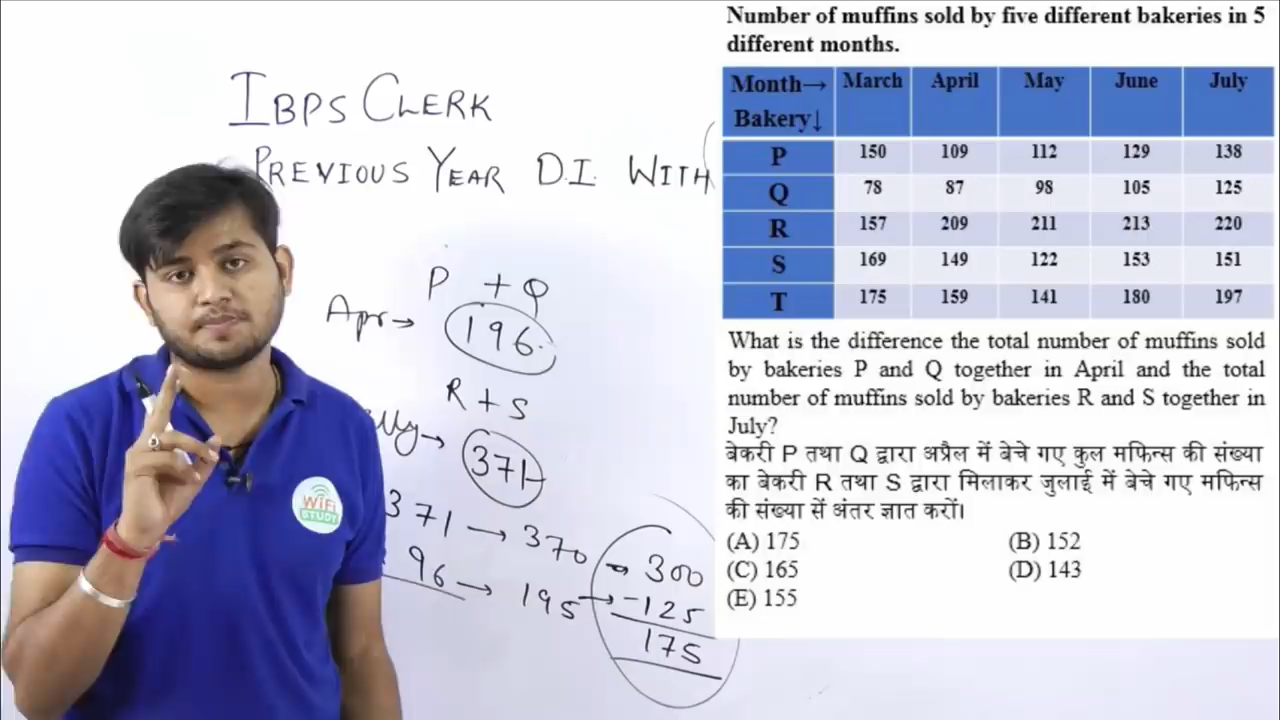 IBPS CLERK
PREVIOUS YEAR D.I. WITH
P + Q
Apr → 196
R + S
→ 371
371 → 370 → 300
96 → 195 → -125
175
WiFi
STUDY
Number of muffins sold by five different bakeries in 5
different months.
Month→ March April May June July
Bakery↓
P 150 109 112 129 138
Q 78 87 98 105 125
R 157 209 211 213 220
S 169 149 122 153 151
T 175 159 141 180 197
What is the difference the total number of muffins sold
by bakeries P and Q together in April and the total
number of muffins sold by bakeries R and S together in
July?
बेकरी P तथा Q द्वारा अप्रैल में बेचे गए कुल मफिन्स की संख्या
का बेकरी R तथा S द्वारा मिलाकर जुलाई में बेचे गए मफिन्स
की संख्या सें अंतर ज्ञात करों।
(A) 175 (B) 152
(C) 165 (D) 143
(E) 155